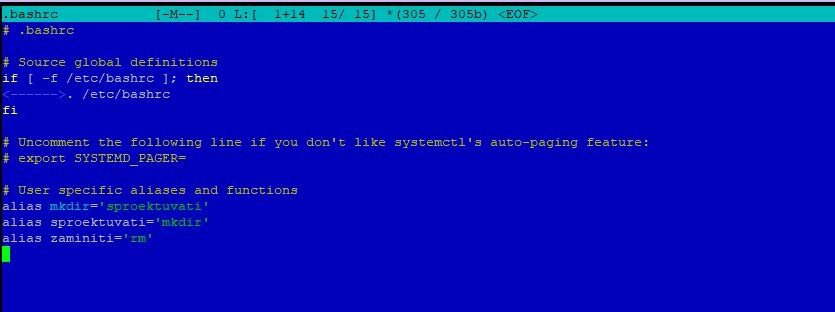 .bashrc [-M--] 0 L:[ 1+14 15/ 15] *(305 / 305b) <EOF>
# .bashrc
# Source global definitions
if [ -f /etc/bashrc ]; then
<------>. /etc/bashrc
fi
# Uncomment the following line if you don't like systemctl's auto-paging feature:
# export SYSTEMD_PAGER=
# User specific aliases and functions
alias mkdir='sproektuvati'
alias sproektuvati='mkdir'
alias zaminiti='rm'